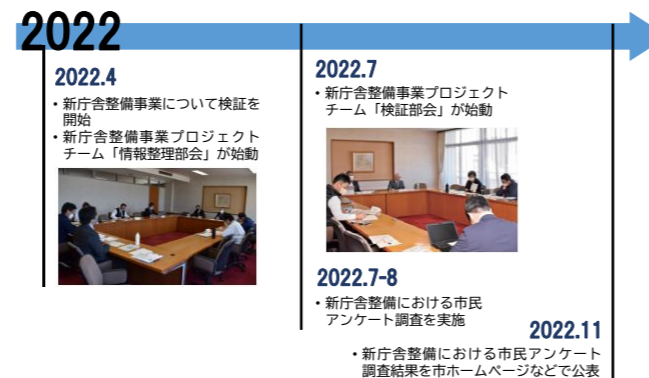 2022
2022.4
・新庁舎整備事業について検証を
開始
・新庁舎整備事業プロジェクト
チーム「情報整理部会」が始動
2022.7
・新庁舎整備事業プロジェクト
チーム「検証部会」が始動
2022.7-8
・新庁舎整備における市民
アンケート調査を実施
2022.11
・新庁舎整備における市民アンケート
調査結果を市ホームページなどで公表